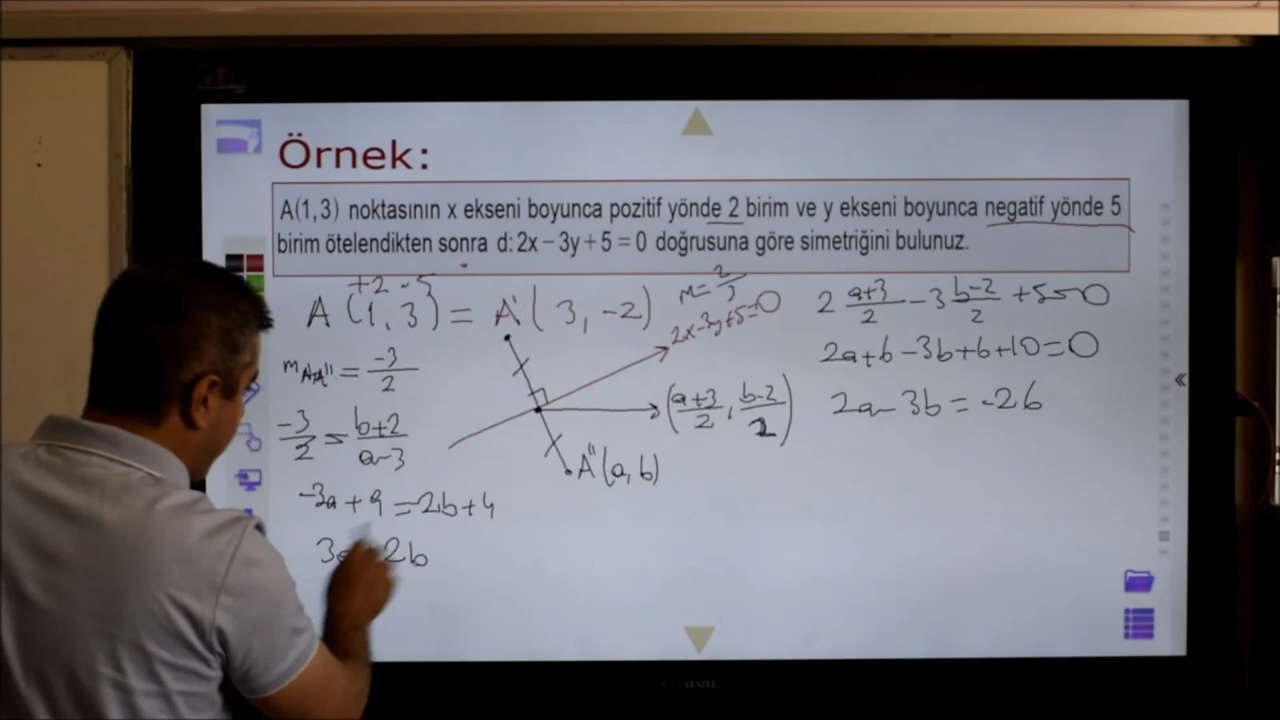 Örnek:
A(1,3) noktasının x ekseni boyunca pozitif yönde 2 birim ve y ekseni boyunca negatif yönde 5
birim ötelendikten sonra d: 2x − 3y + 5 = 0 doğrusuna göre simetriğini bulunuz.
+2 -5
A (1,3) = A'( 3, -2)
m_AA'' = -3/2
-3/2 = b+2/a-3
-3a + 9 = 2b+4
2b
2x-3y+5=0
(a+3/2 , b-2/2)
A''(a, b)
2 a+3/2 - 3 b-2/2 + 5=0
2a+6-3b+6+10=0
2a-3b=-26
«